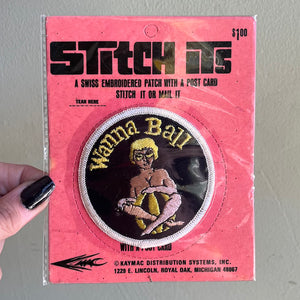 $1.00
STITCH its
A SWISS EMBROIDERED PATCH WITH A POST CARD
STITCH IT OR MAIL IT
TEAR HERE
Wanna Ball
WITH A POST CARD
©KAYMAC DISTRIBUTION SYSTEMS, INC.
1229 E. LINCOLN, ROYAL OAK, MICHIGAN 48067